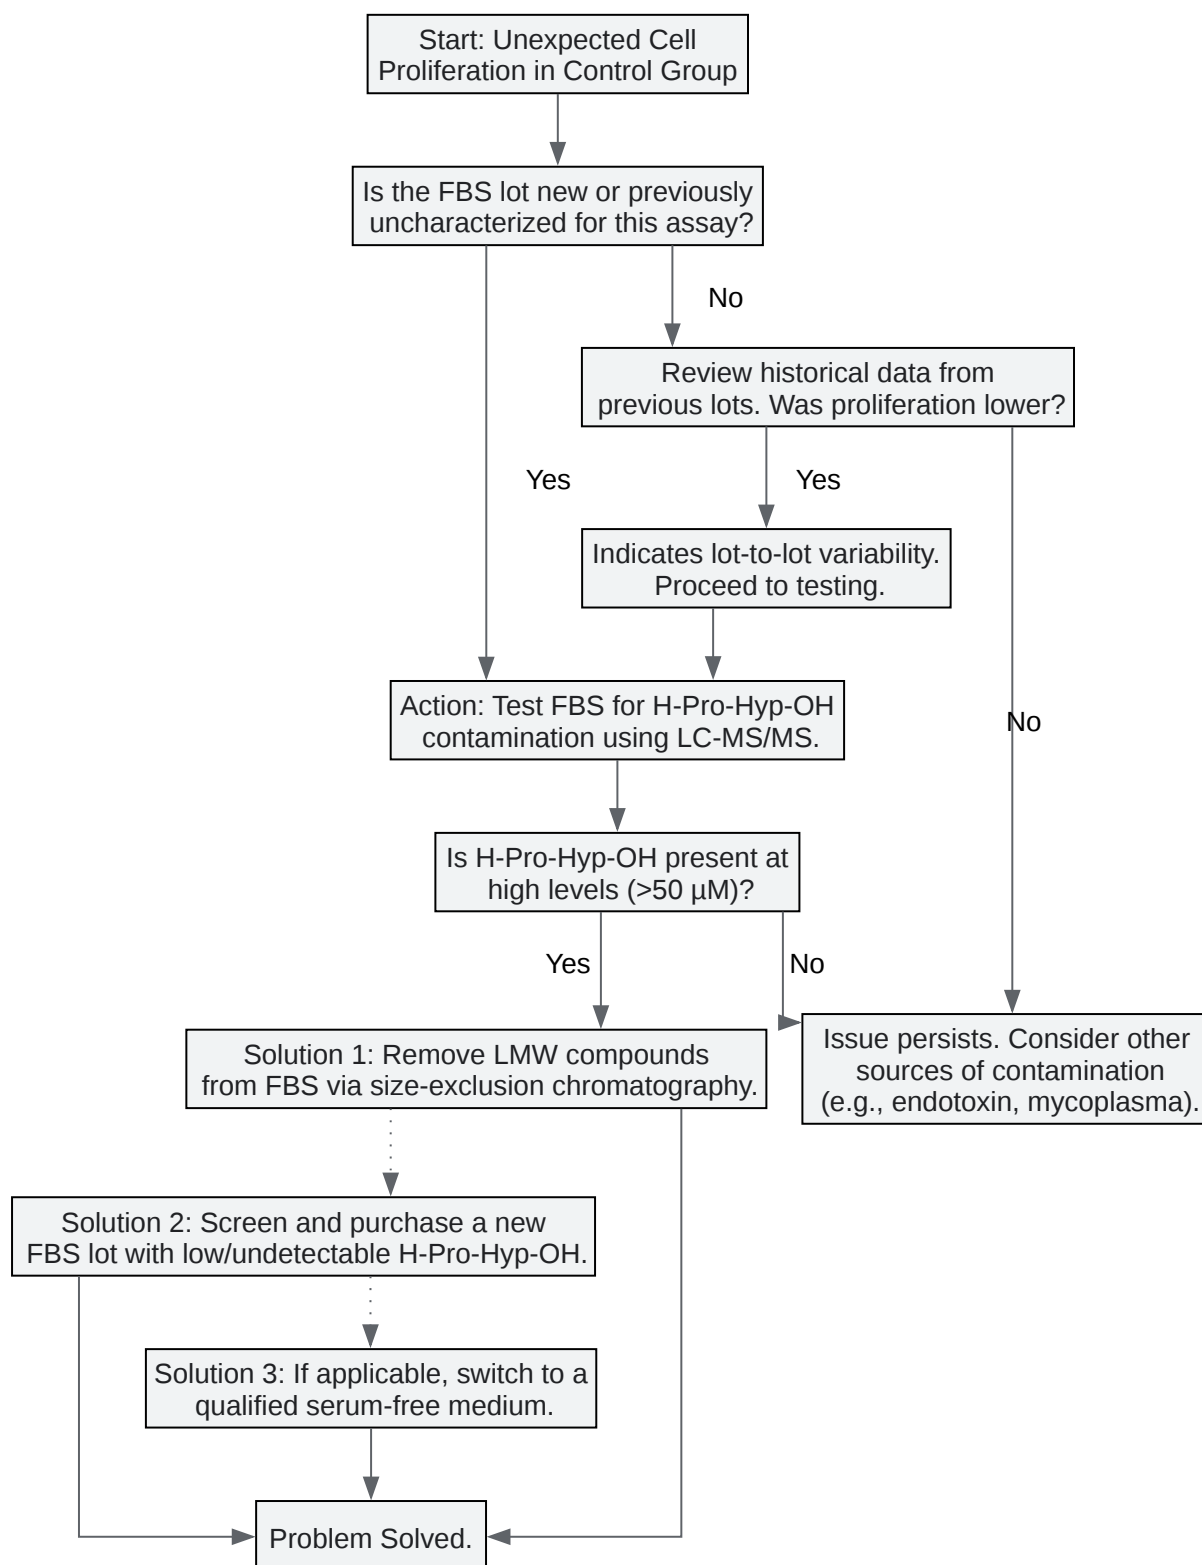 Start: Unexpected Cell
Proliferation in Control Group
Is the FBS lot new or previously
uncharacterized for this assay?
No
Review historical data from
previous lots. Was proliferation lower?
Yes
Yes
Indicates lot-to-lot variability.
Proceed to testing.
Action: Test FBS for H-Pro-Hyp-OH
contamination using LC-MS/MS.
No
Is H-Pro-Hyp-OH present at
high levels (>50 µM)?
Yes
No
Solution 1: Remove LMW compounds
from FBS via size-exclusion chromatography.
Issue persists. Consider other
sources of contamination
(e.g., endotoxin, mycoplasma).
Solution 2: Screen and purchase a new
FBS lot with low/undetectable H-Pro-Hyp-OH.
Solution 3: If applicable, switch to a
qualified serum-free medium.
Problem Solved.